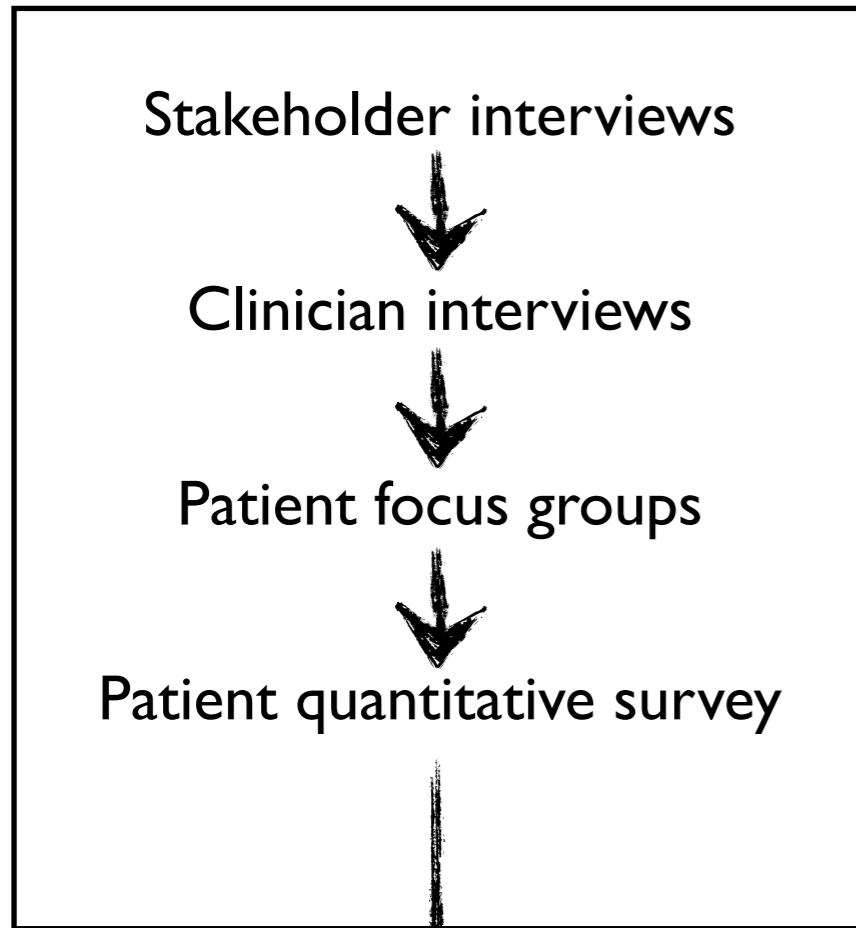 Stakeholder interviews
Clinician interviews
Patient focus groups
Patient quantitative survey